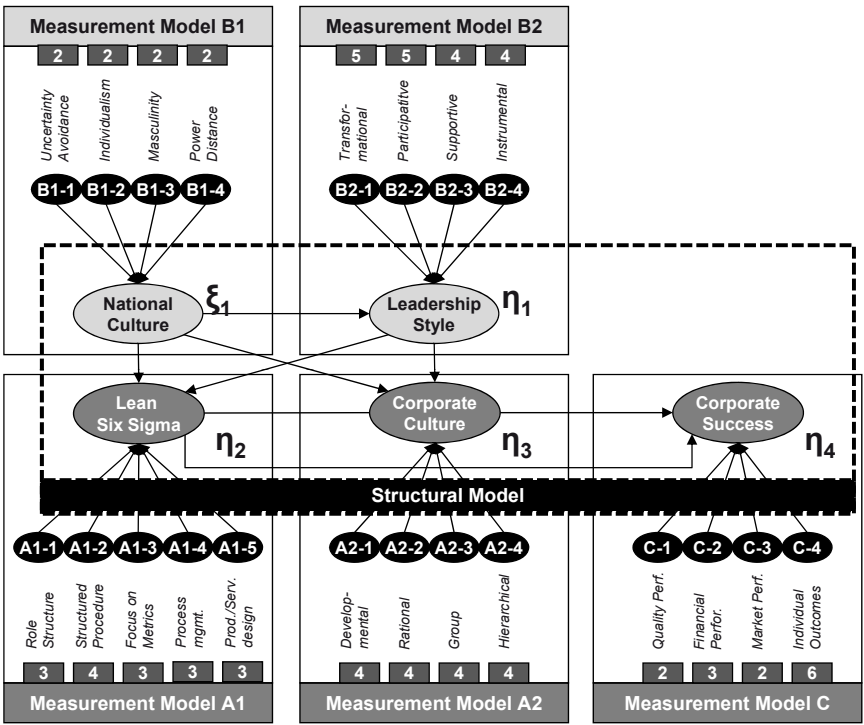 Measurement Model B1
Measurement Model B2
2 2 2 2
5 5 4 4
Uncertainty
Avoidance
Individualism
Masculinity
Power
Distance
Transfor-
mational
Participatitve
Supportive
Instrumental
B1-1 B1-2 B1-3 B1-4
B2-1 B2-2 B2-3 B2-4
National
Culture
ξ1
Leadership
Style
η1
Lean
Six Sigma
η2
Corporate
Culture
η3
Corporate
Success
η4
Structural Model
A1-1 A1-2 A1-3 A1-4 A1-5
A2-1 A2-2 A2-3 A2-4
C-1 C-2 C-3 C-4
Role
Structure
Structured
Procedure
Focus on
Metrics
Process
mgmt.
Prod./Serv.
design
Develop-
mental
Rational
Group
Hierarchical
Quality Perf.
Financial
Perfor.
Market Perf.
Individual
Outcomes
3 4 3 3 3
4 4 4 4
2 3 2 6
Measurement Model A1
Measurement Model A2
Measurement Model C